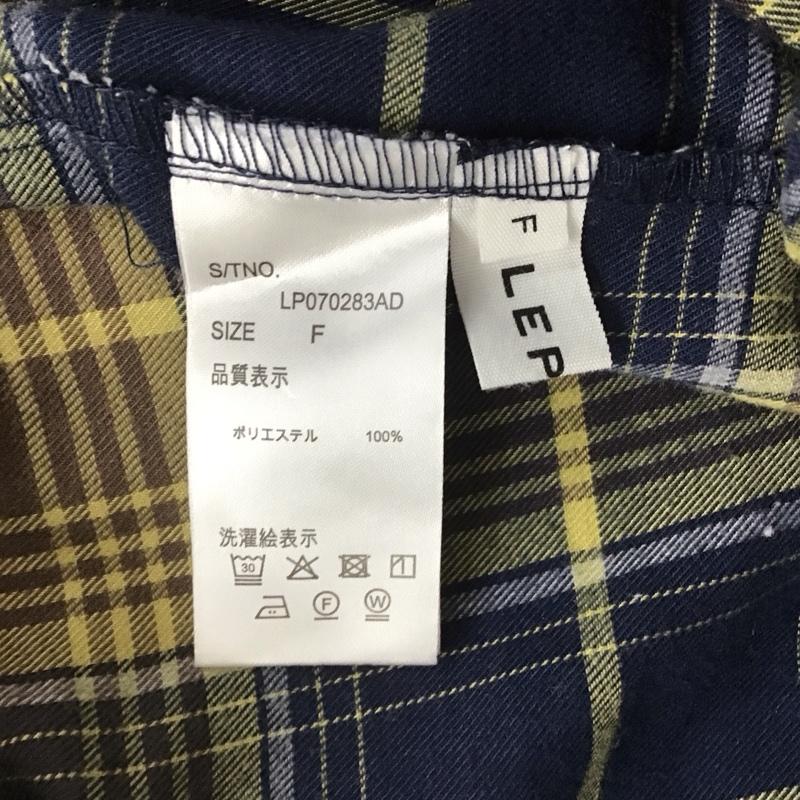 S/TNO.
LP070283AD
SIZE F
品質表示
ポリエステル 100%
洗濯絵表示
30
F W
F
LEP